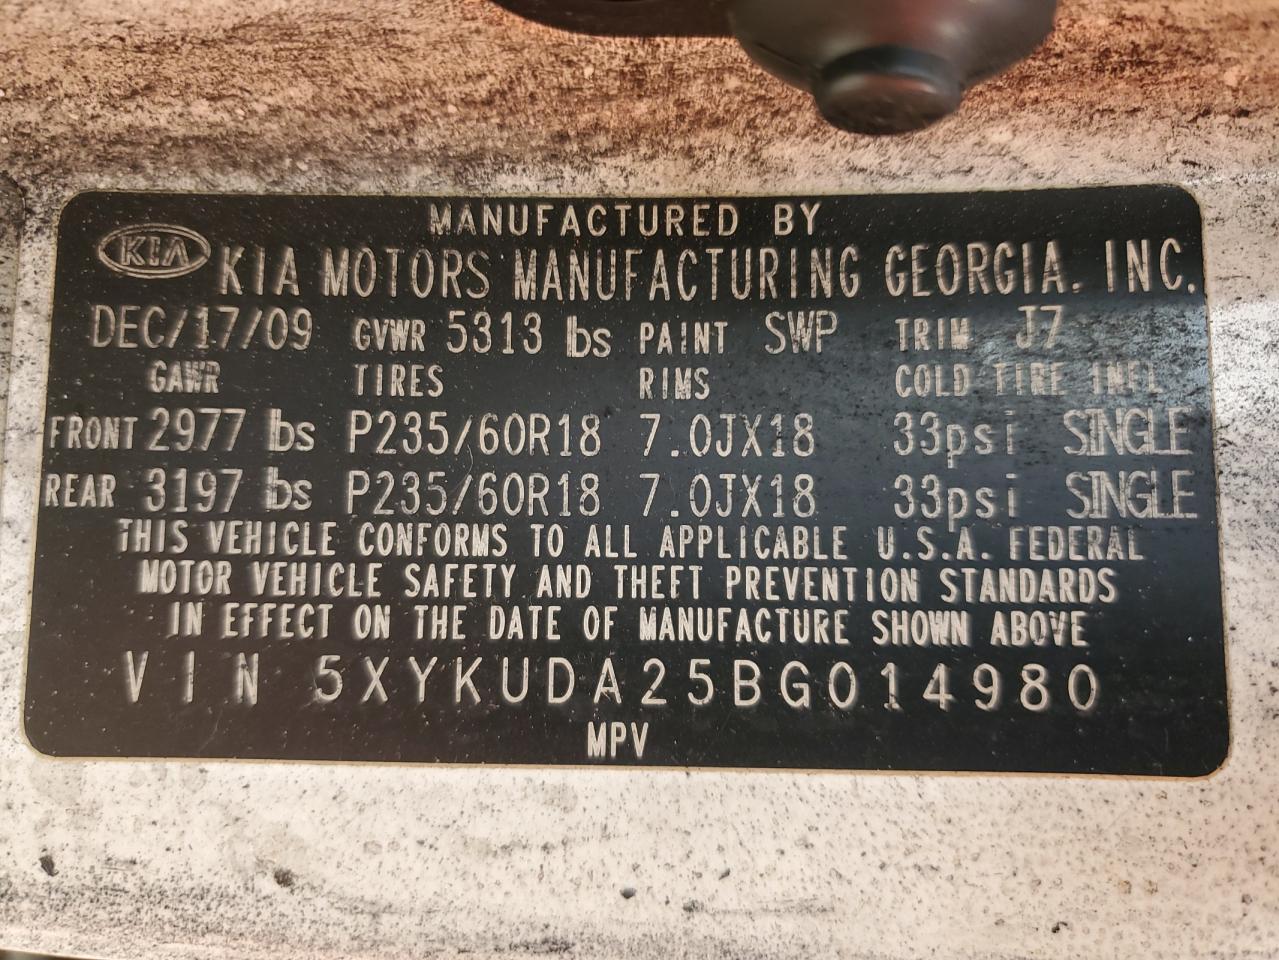 MANUFACTURED BY
KIA KIA MOTORS MANUFACTURING GEORGIA. INC.
DEC/17/09 GVWR 5313 lbs PAINT SWP TRIM J7
GAWR TIRES RIMS COLD TIRE INFL
FRONT 2977 lbs P235/60R18 7.0JX18 33psi SINGLE
REAR 3197 lbs P235/60R18 7.0JX18 33psi SINGLE
THIS VEHICLE CONFORMS TO ALL APPLICABLE U.S.A. FEDERAL
MOTOR VEHICLE SAFETY AND THEFT PREVENTION STANDARDS
IN EFFECT ON THE DATE OF MANUFACTURE SHOWN ABOVE
VIN 5XYKUDA25BG014980
MPV